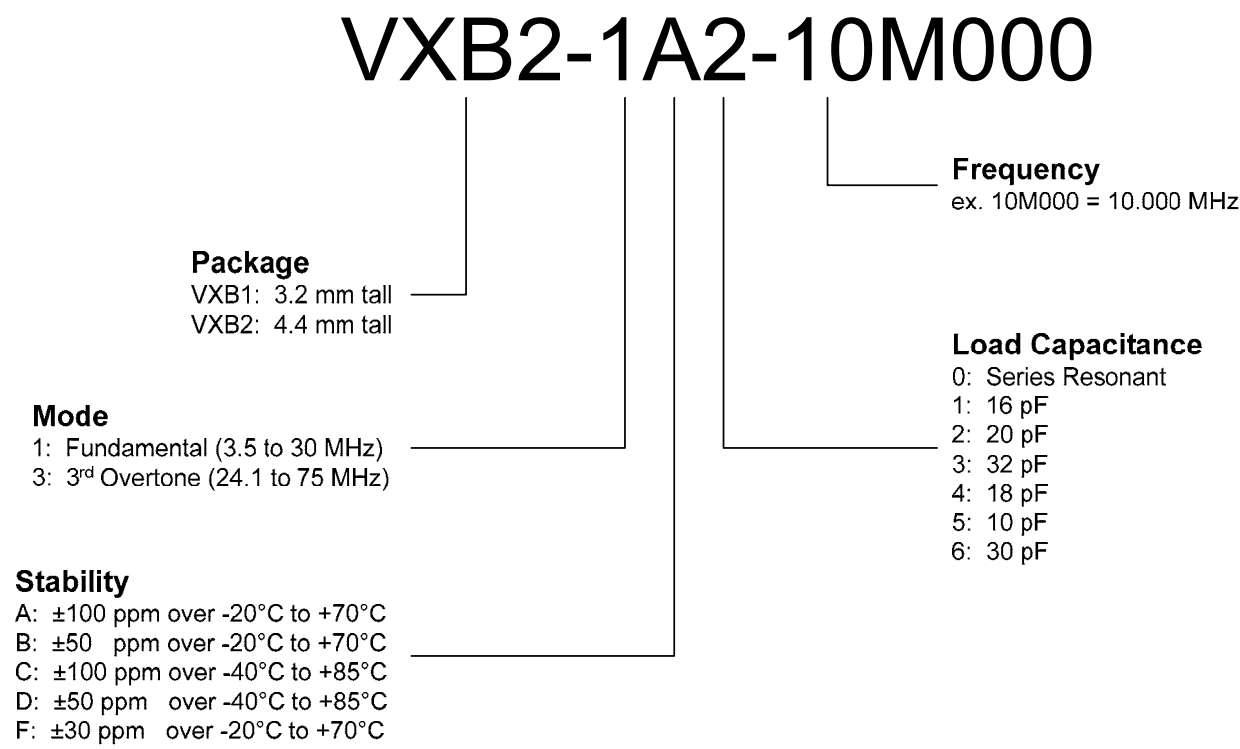 VXB2-1A2-10M000
Frequency
ex. 10M000 = 10.000 MHz
Package
VXB1: 3.2 mm tall
VXB2: 4.4 mm tall
Load Capacitance
0: Series Resonant
1: 16 pF
2: 20 pF
3: 32 pF
4: 18 pF
5: 10 pF
6: 30 pF
Mode
1: Fundamental (3.5 to 30 MHz)
3: 3rd Overtone (24.1 to 75 MHz)
Stability
A: ±100 ppm over -20°C to +70°C
B: ±50 ppm over -20°C to +70°C
C: ±100 ppm over -40°C to +85°C
D: ±50 ppm over -40°C to +85°C
F: ±30 ppm over -20°C to +70°C